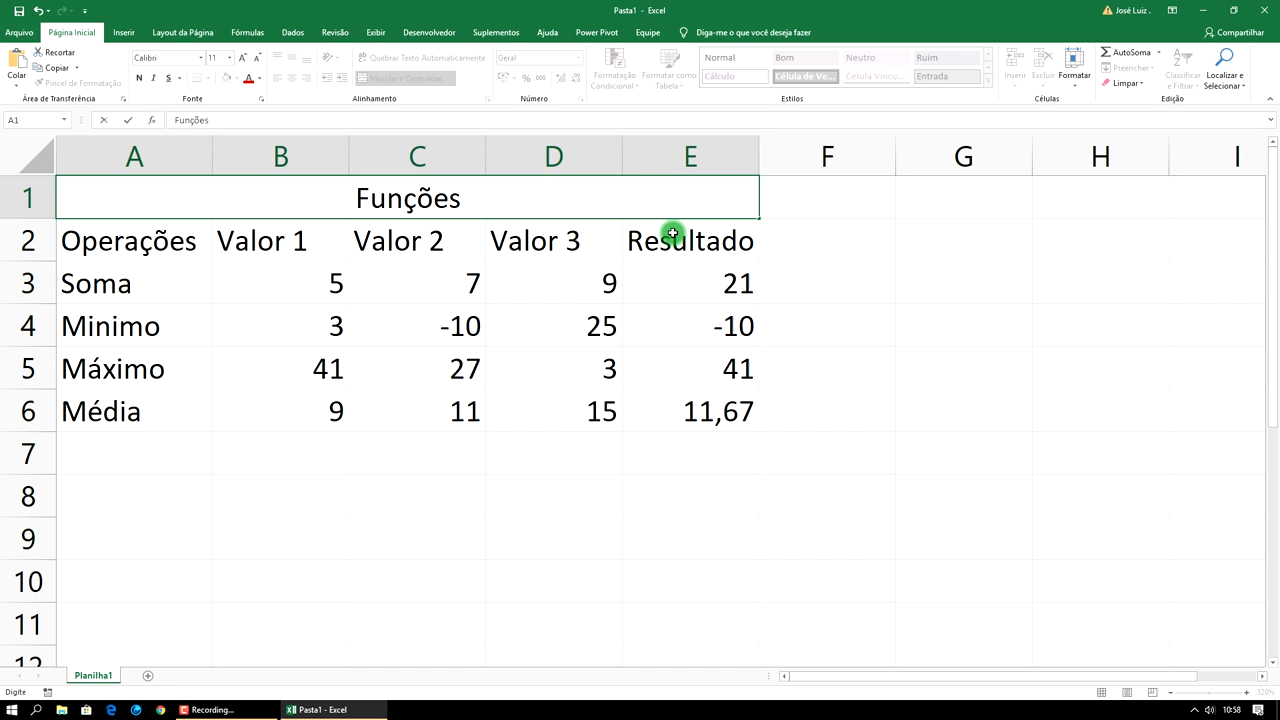 Pasta1 - Excel
José Luiz .
Arquivo Página Inicial Inserir Layout da Página Fórmulas Dados Revisão Exibir Desenvolvedor Suplementos Ajuda Power Pivot Equipe Diga-me o que você deseja fazer Compartilhar
Colar
Recortar
Copiar
Pincel de Formatação
Área de Transferência
Calibri 11
N I S
Fonte
Quebrar Texto Automaticamente
Mesclar e Centralizar
Alinhamento
Geral
% 000
Número
Formatação Condicional
Formatar como Tabela
Normal Bom Neutro Ruim
Cálculo Célula de Ve... Célula Vincu... Entrada
Estilos
Inserir Excluir Formatar
Células
AutoSoma
Preencher
Limpar
Classificar e Filtrar
Localizar e Selecionar
Edição
A1 fx Funções
A B C D E F G H I
1 Funções
2 Operações Valor 1 Valor 2 Valor 3 Resultado
3 Soma 5 7 9 21
4 Minimo 3 -10 25 -10
5 Máximo 41 27 3 41
6 Média 9 11 15 11,67
7
8
9
10
11
12
Planilha1
Digite 320%
Recording... Pasta1 - Excel 10:58